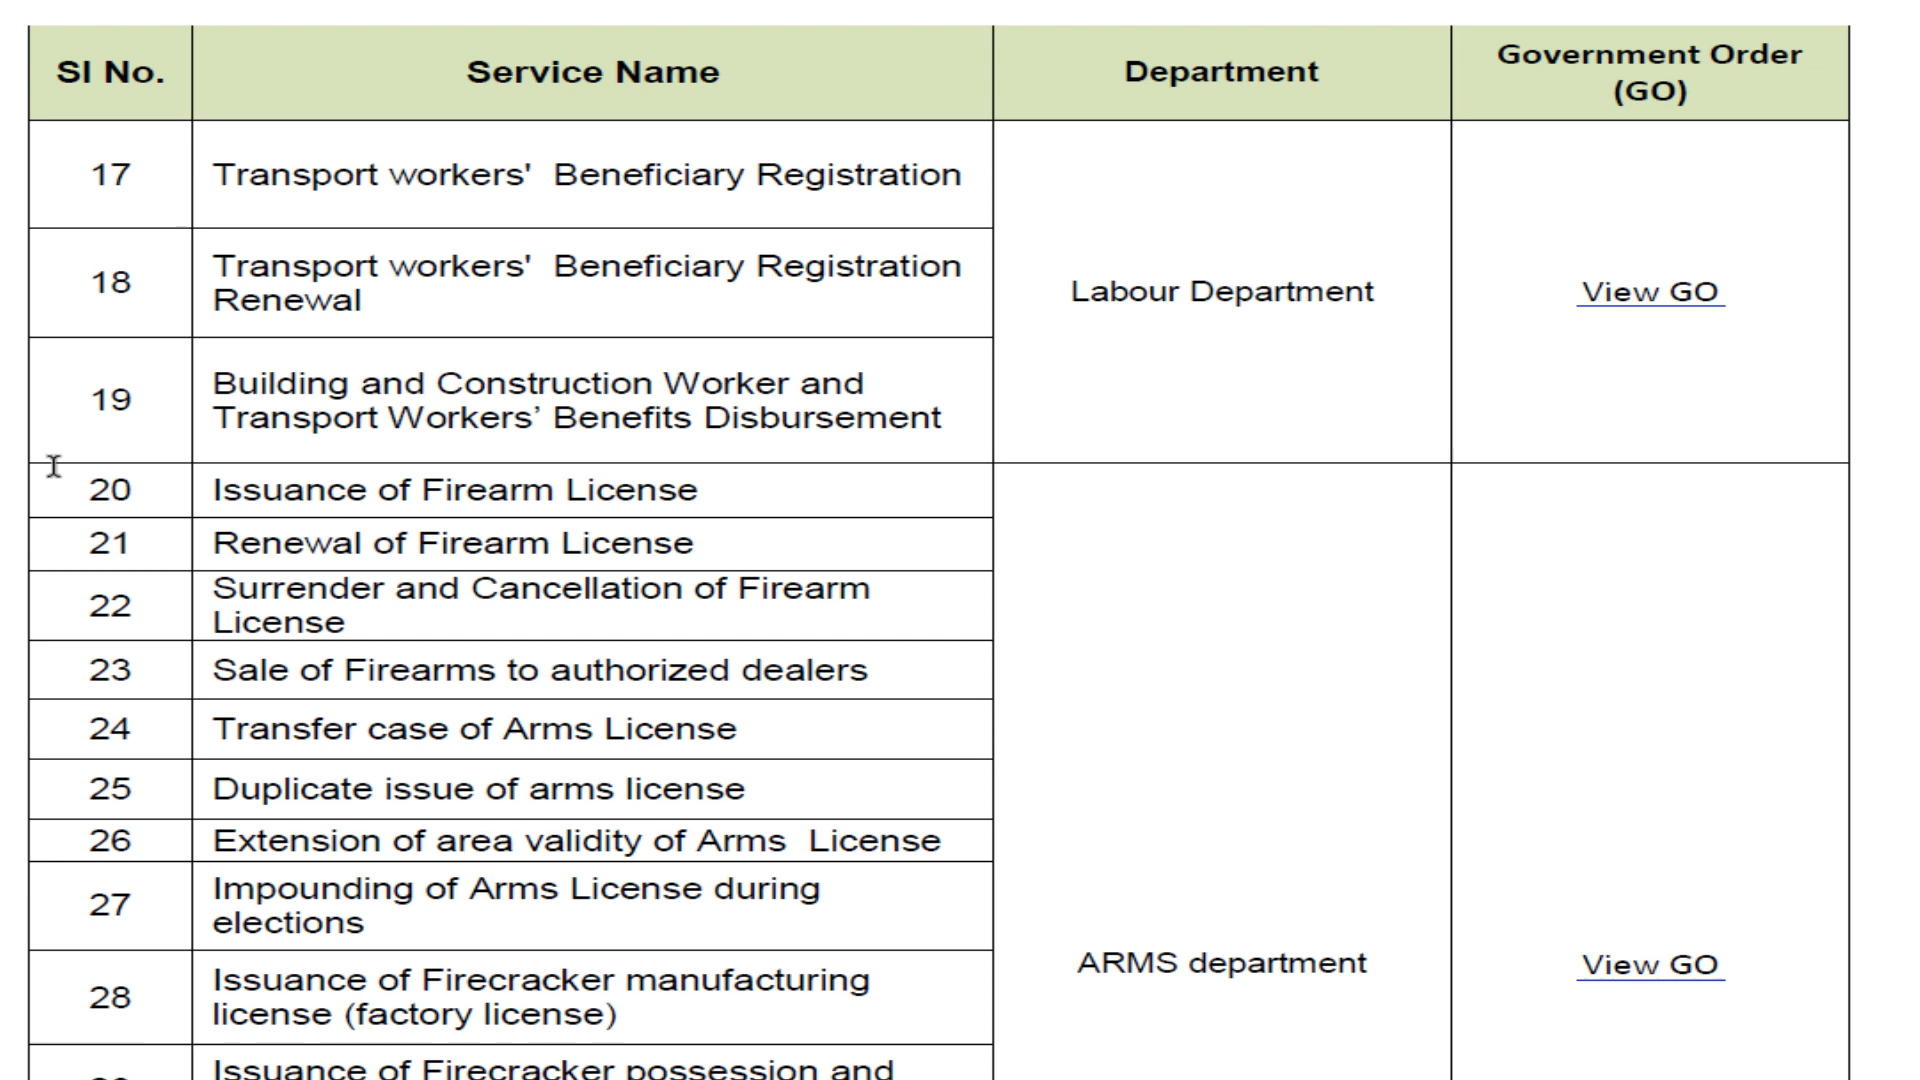 SI No.
Service Name
Department
Government Order
(GO)
17
Transport workers'  Beneficiary Registration
18
Transport workers'  Beneficiary Registration
Renewal
19
Building and Construction Worker and
Transport Workers’ Benefits Disbursement
Labour Department
View GO
20
Issuance of Firearm License
21
Renewal of Firearm License
22
Surrender and Cancellation of Firearm
License
23
Sale of Firearms to authorized dealers
24
Transfer case of Arms License
25
Duplicate issue of arms license
26
Extension of area validity of Arms  License
27
Impounding of Arms License during
elections
28
Issuance of Firecracker manufacturing
license (factory license)
Issuance of Firecracker possession and
ARMS department
View GO